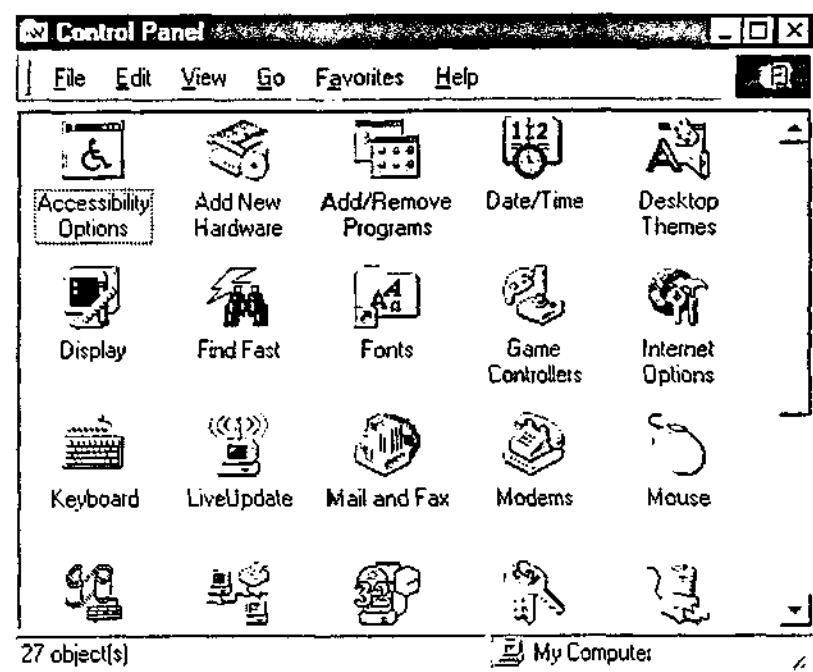 Control Panel
File Edit View Go Favorites Help
Accessibility Options
Add New Hardware
Add/Remove Programs
Date/Time
Desktop Themes
Display
Find Fast
Fonts
Game Controllers
Internet Options
Keyboard
LiveUpdate
Mail and Fax
Modems
Mouse
32
27 object(s)
My Computer